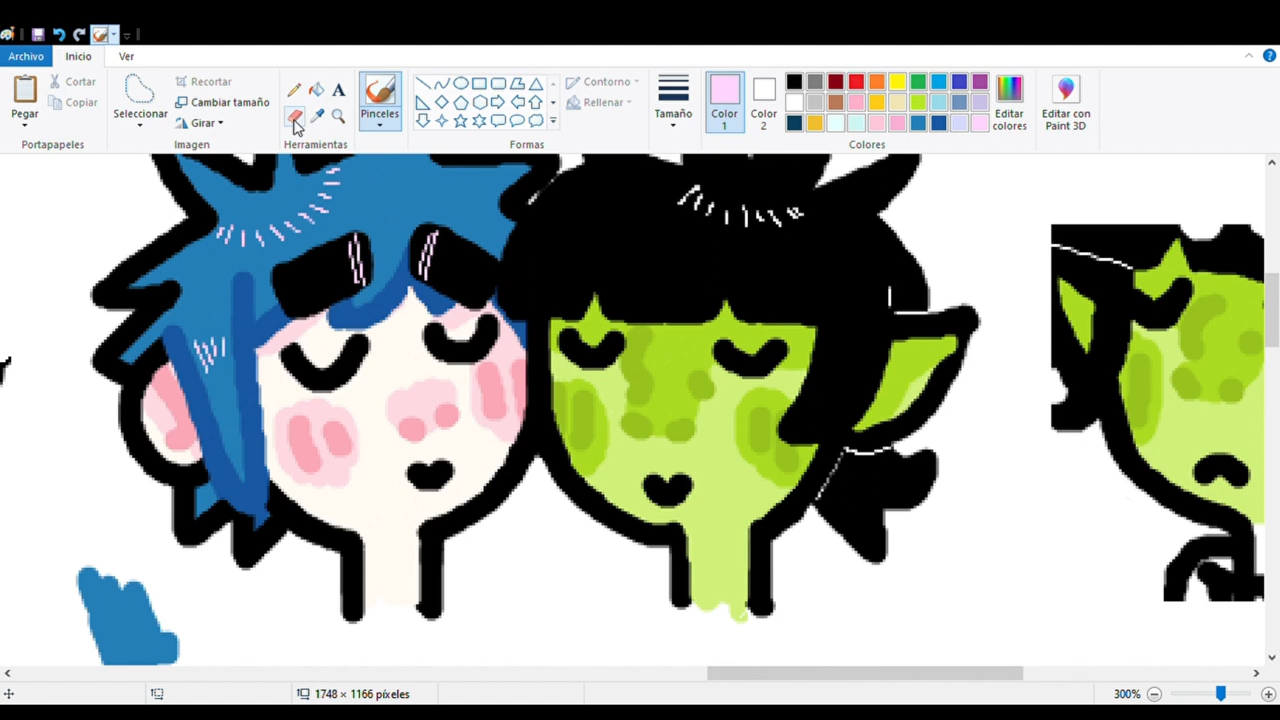 Archivo Inicio Ver
Pegar
Cortar
Copiar
Portapapeles
Seleccionar
Recortar
Cambiar tamaño
Girar
Imagen
A
Herramientas
Pinceles
Contorno
Rellenar
Formas
Tamaño
Color
1
Color
2
Editar
colores
Colores
Editar con
Paint 3D
?
1748 × 1166 píxeles
300%